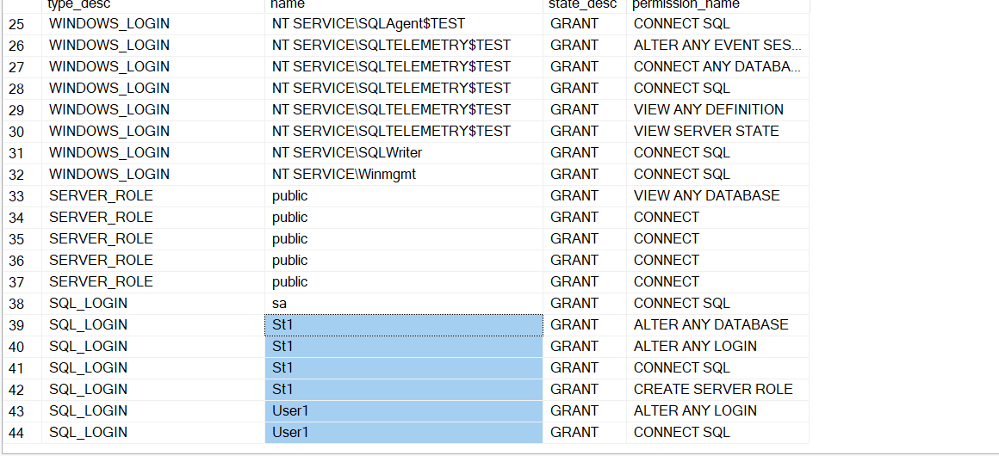 type_desc name state_desc permission_name
25 WINDOWS_LOGIN NT SERVICE\SQLAgent$TEST GRANT CONNECT SQL
26 WINDOWS_LOGIN NT SERVICE\SQLTELEMETRY$TEST GRANT ALTER ANY EVENT SES...
27 WINDOWS_LOGIN NT SERVICE\SQLTELEMETRY$TEST GRANT CONNECT ANY DATABA...
28 WINDOWS_LOGIN NT SERVICE\SQLTELEMETRY$TEST GRANT CONNECT SQL
29 WINDOWS_LOGIN NT SERVICE\SQLTELEMETRY$TEST GRANT VIEW ANY DEFINITION
30 WINDOWS_LOGIN NT SERVICE\SQLTELEMETRY$TEST GRANT VIEW SERVER STATE
31 WINDOWS_LOGIN NT SERVICE\SQLWriter GRANT CONNECT SQL
32 WINDOWS_LOGIN NT SERVICE\Winmgmt GRANT CONNECT SQL
33 SERVER_ROLE public GRANT VIEW ANY DATABASE
34 SERVER_ROLE public GRANT CONNECT
35 SERVER_ROLE public GRANT CONNECT
36 SERVER_ROLE public GRANT CONNECT
37 SERVER_ROLE public GRANT CONNECT
38 SQL_LOGIN sa GRANT CONNECT SQL
39 SQL_LOGIN St1 GRANT ALTER ANY DATABASE
40 SQL_LOGIN St1 GRANT ALTER ANY LOGIN
41 SQL_LOGIN St1 GRANT CONNECT SQL
42 SQL_LOGIN St1 GRANT CREATE SERVER ROLE
43 SQL_LOGIN User1 GRANT ALTER ANY LOGIN
44 SQL_LOGIN User1 GRANT CONNECT SQL